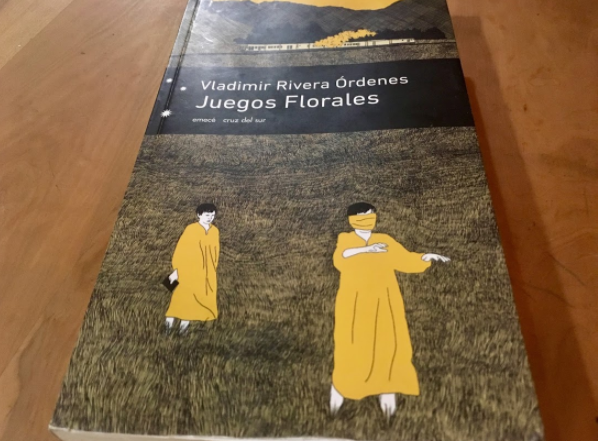 Vladimir Rivera Órdenes
Juegos Florales
emecé cruz del sur